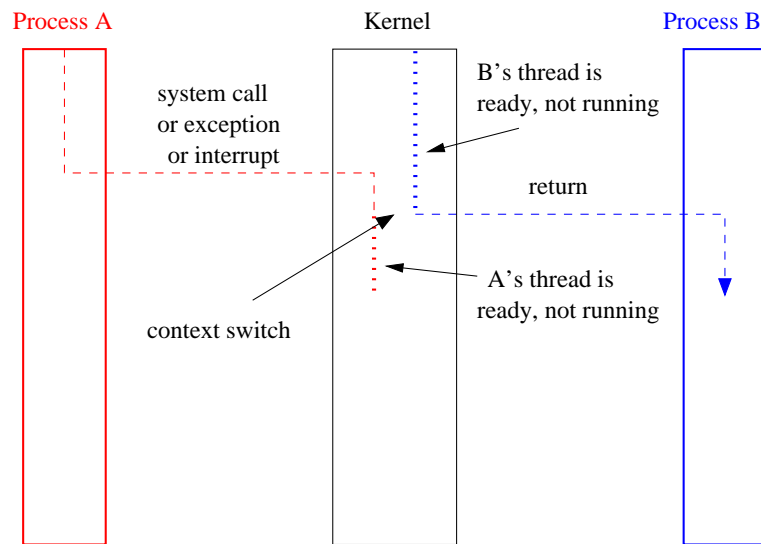 Process A
Kernel
Process B
system call
or exception
or interrupt
B's thread is
ready, not running
return
A's thread is
ready, not running
context switch